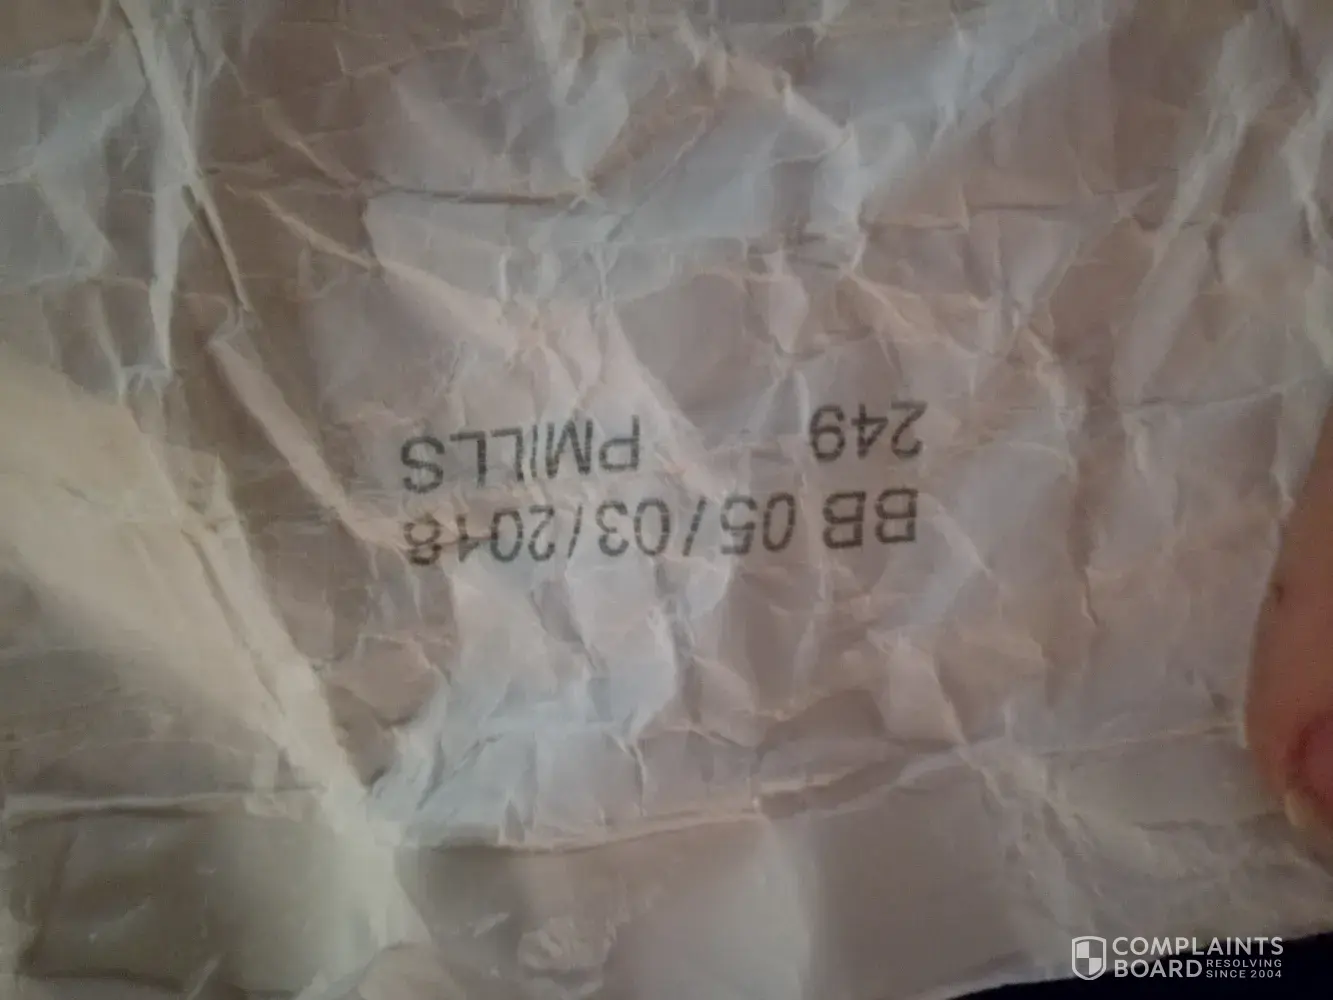 BB 05/03/2018
249 PMILLS
COMPLAINTS
BOARD RESOLVING
SINCE 2004